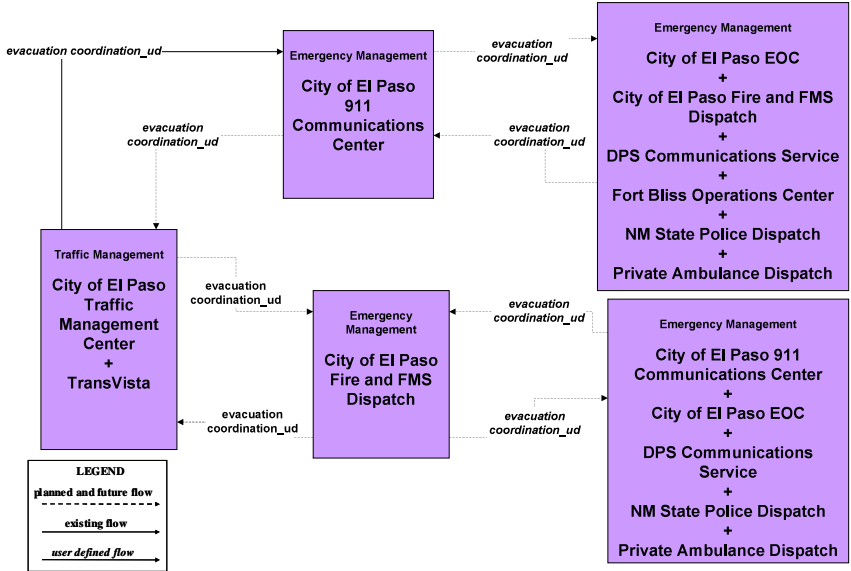 evacuation coordination_ud
Emergency Management
City of El Paso
911
Communications
Center
evacuation
coordination_ud
Emergency Management
City of El Paso EOC
+
City of El Paso Fire and FMS
Dispatch
+
DPS Communications Service
+
Fort Bliss Operations Center
+
NM State Police Dispatch
+
Private Ambulance Dispatch
evacuation
coordination_ud
evacuation
coordination_ud
Traffic Management
City of El Paso
Traffic
Management
Center
+
TransVista
evacuation
coordination_ud
Emergency
Management
City of El Paso
Fire and FMS
Dispatch
evacuation
coordination_ud
evacuation
coordination_ud
evacuation
coordination_ud
Emergency Management
City of El Paso 911
Communications Center
+
City of El Paso EOC
+
DPS Communications
Service
+
NM State Police Dispatch
+
Private Ambulance Dispatch
LEGEND
planned and future flow
existing flow
user defined flow